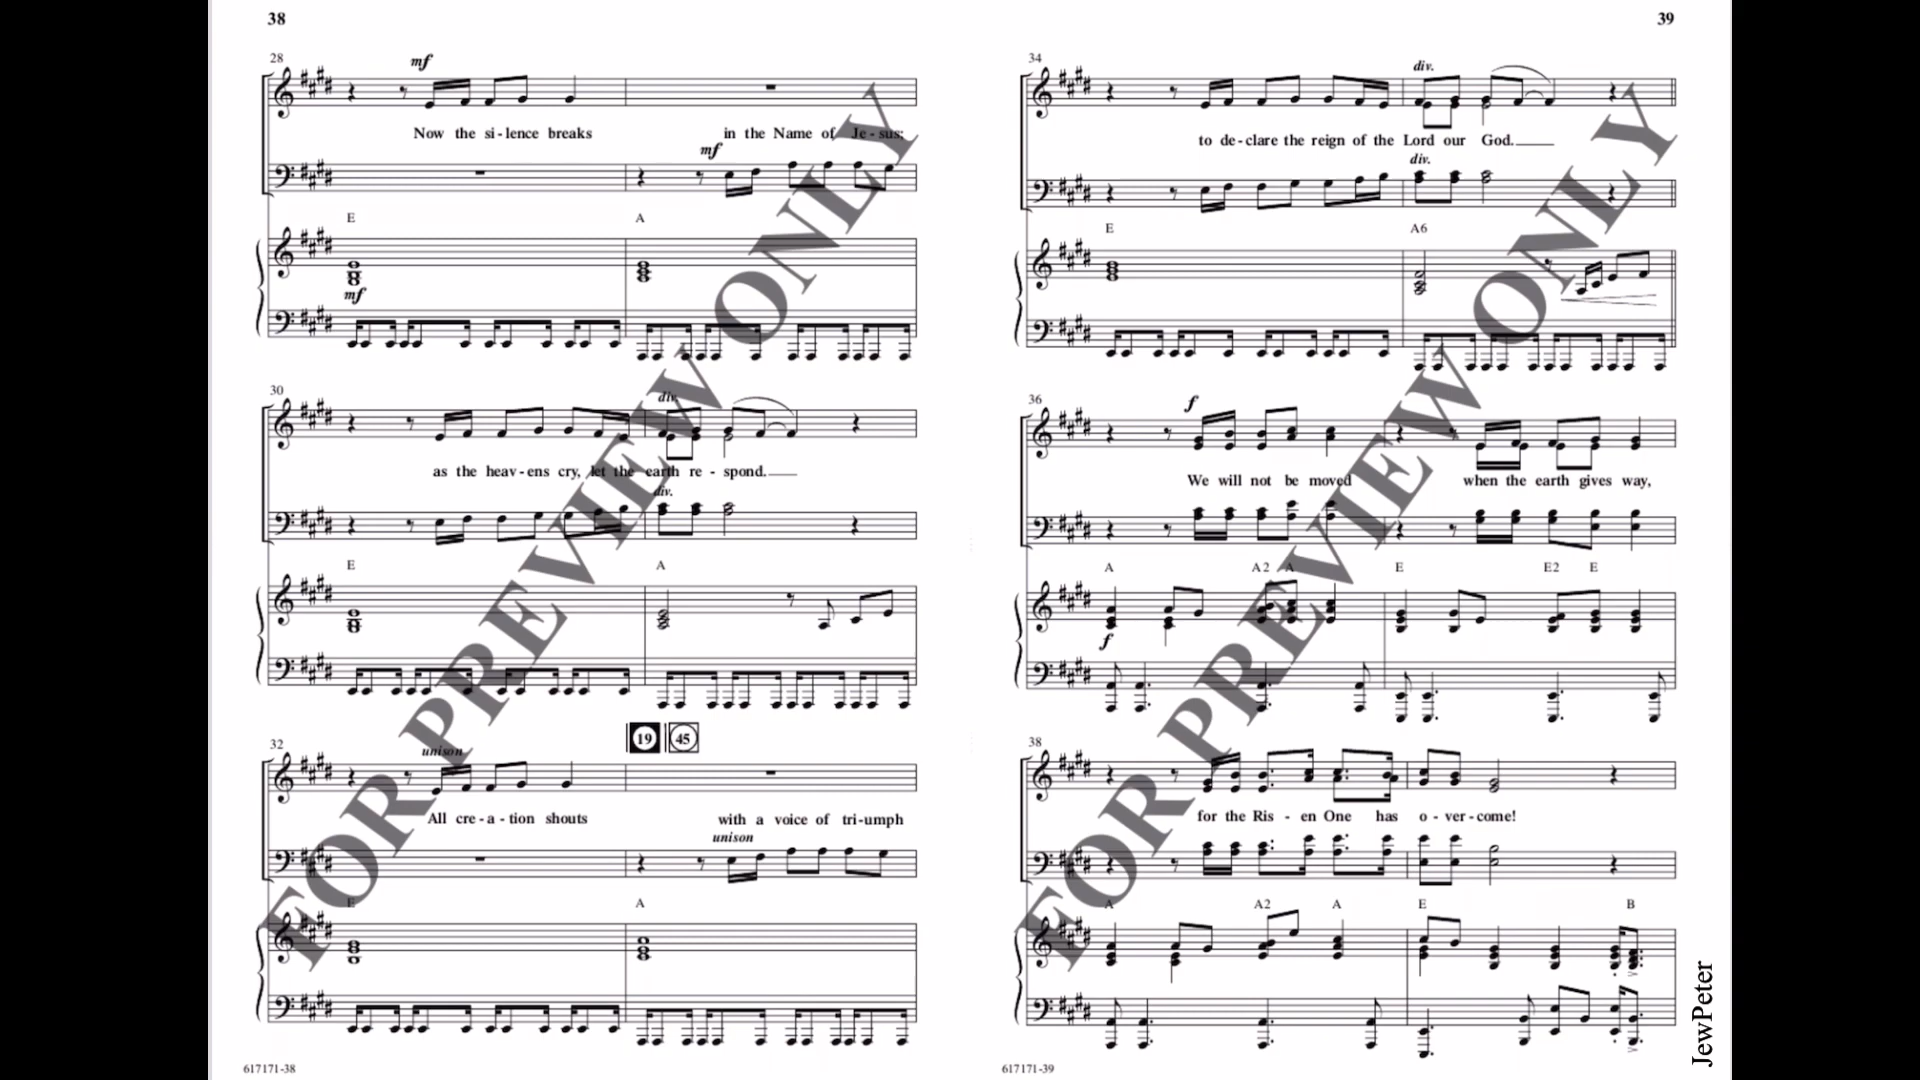 38
28
mf
Now the si - lence breaks in the Name of Je - sus;
mf
E A
mf
30
div.
as the heav - ens cry, let the earth re - spond.
div.
E A
19 45
32
unison
All cre - a - tion shouts with a voice of tri - umph
unison
E A
617171-38
39
34
div.
to de - clare the reign of the Lord our God.
div.
E A6
36
f
We will not be moved when the earth gives way,
A A2 A E E2 E
f
38
for the Ris - en One has o - ver - come!
A A2 A E B
617171-39
FOR PREVIEW ONLY
FOR PREVIEW ONLY
JewPeter